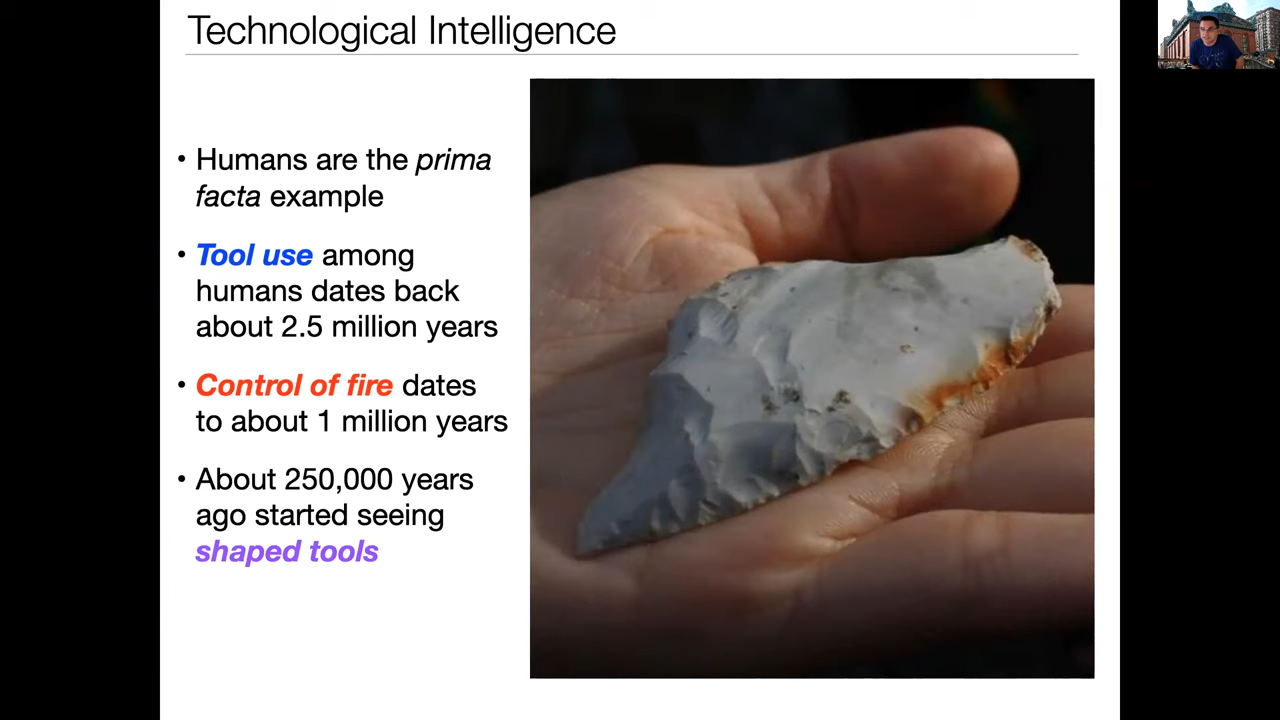 Technological Intelligence
• Humans are the prima
facta example
• Tool use among
humans dates back
about 2.5 million years
• Control of fire dates
to about 1 million years
• About 250,000 years
ago started seeing
shaped tools